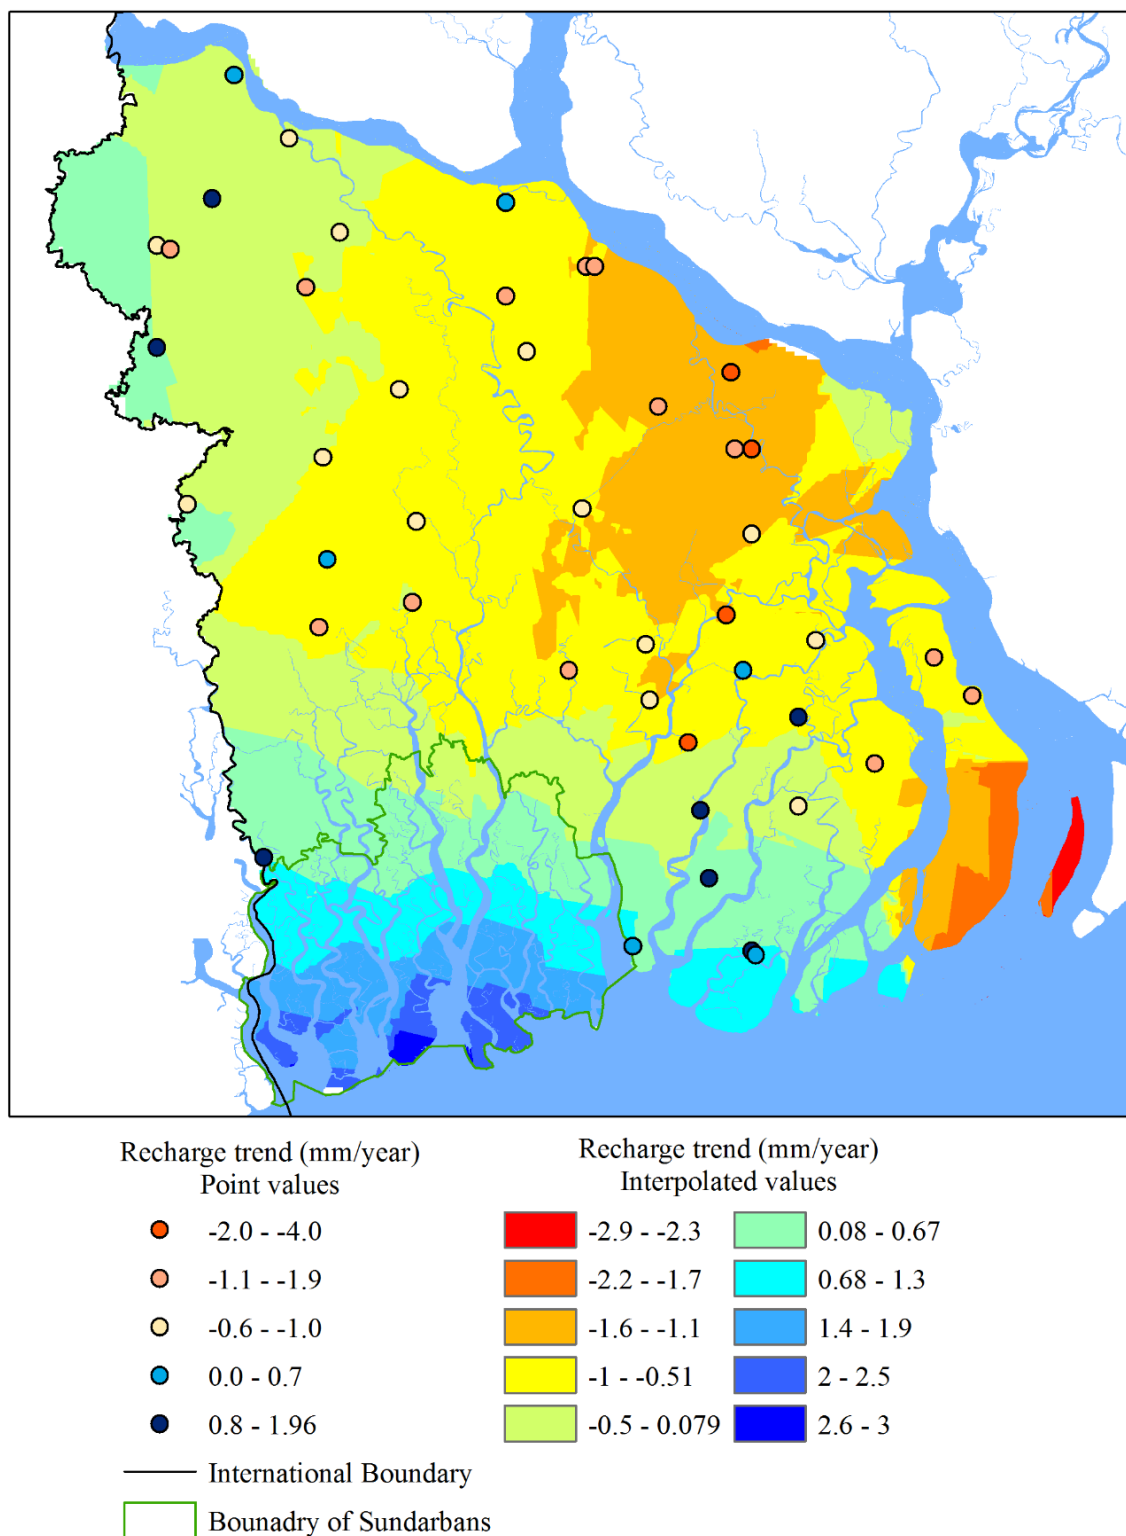 Recharge trend (mm/year)
Point values
-2.0 - -4.0
-1.1 - -1.9
-0.6 - -1.0
0.0 - 0.7
0.8 - 1.96
International Boundary
Bounadry of Sundarbans
Recharge trend (mm/year)
Interpolated values
-2.9 - -2.3
-2.2 - -1.7
-1.6 - -1.1
-1 - -0.51
-0.5 - 0.079
0.08 - 0.67
0.68 - 1.3
1.4 - 1.9
2 - 2.5
2.6 - 3